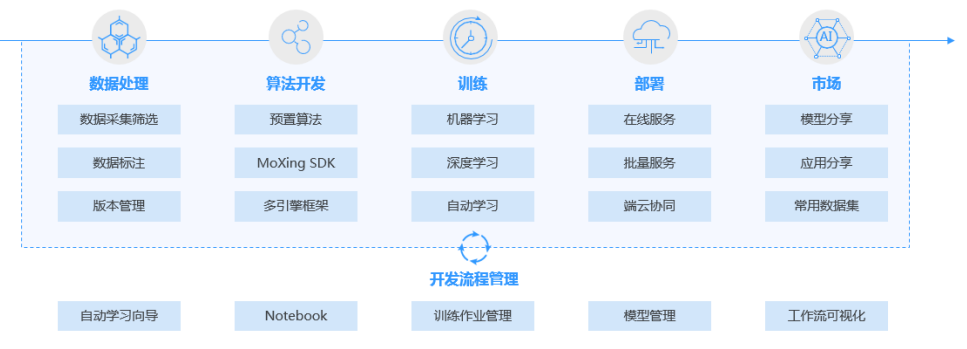 AI
数据处理
算法开发
训练
部署
市场
数据采集筛选
预置算法
机器学习
在线服务
模型分享
数据标注
MoXing SDK
深度学习
批量服务
应用分享
版本管理
多引擎框架
自动学习
端云协同
常用数据集
开发流程管理
自动学习向导
Notebook
训练作业管理
模型管理
工作流可视化